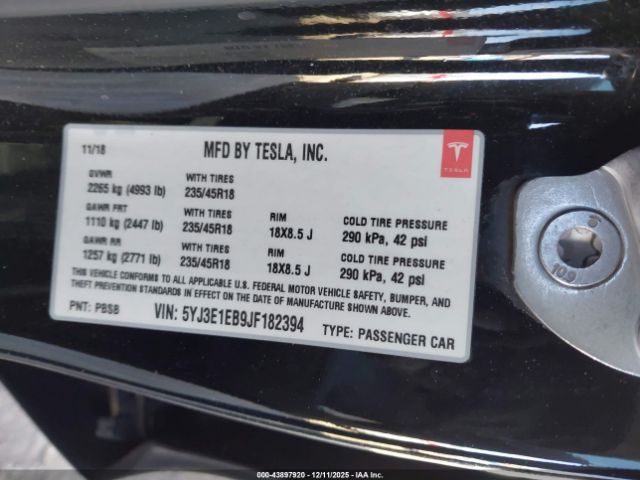 11/18
MFD BY TESLA, INC.
TESLA
GVWR WITH TIRES
2265 kg (4993 lb) 235/45R18
GAWR FRT WITH TIRES RIM COLD TIRE PRESSURE
1110 kg (2447 lb) 235/45R18 18X8.5 J 290 kPa, 42 psi
GAWR RR WITH TIRES RIM COLD TIRE PRESSURE
1257 kg (2771 lb) 235/45R18 18X8.5 J 290 kPa, 42 psi
THIS VEHICLE CONFORMS TO ALL APPLICABLE U.S. FEDERAL MOTOR VEHICLE SAFETY, BUMPER, AND
THEFT PREVENTION STANDARDS IN EFFECT ON THE DATE OF MANUFACTURE SHOWN ABOVE.
PNT: PBSB VIN: 5YJ3E1EB9JF182394 TYPE: PASSENGER CAR
10.9
00-43897920 - 12/11/2025 - IAA Inc.